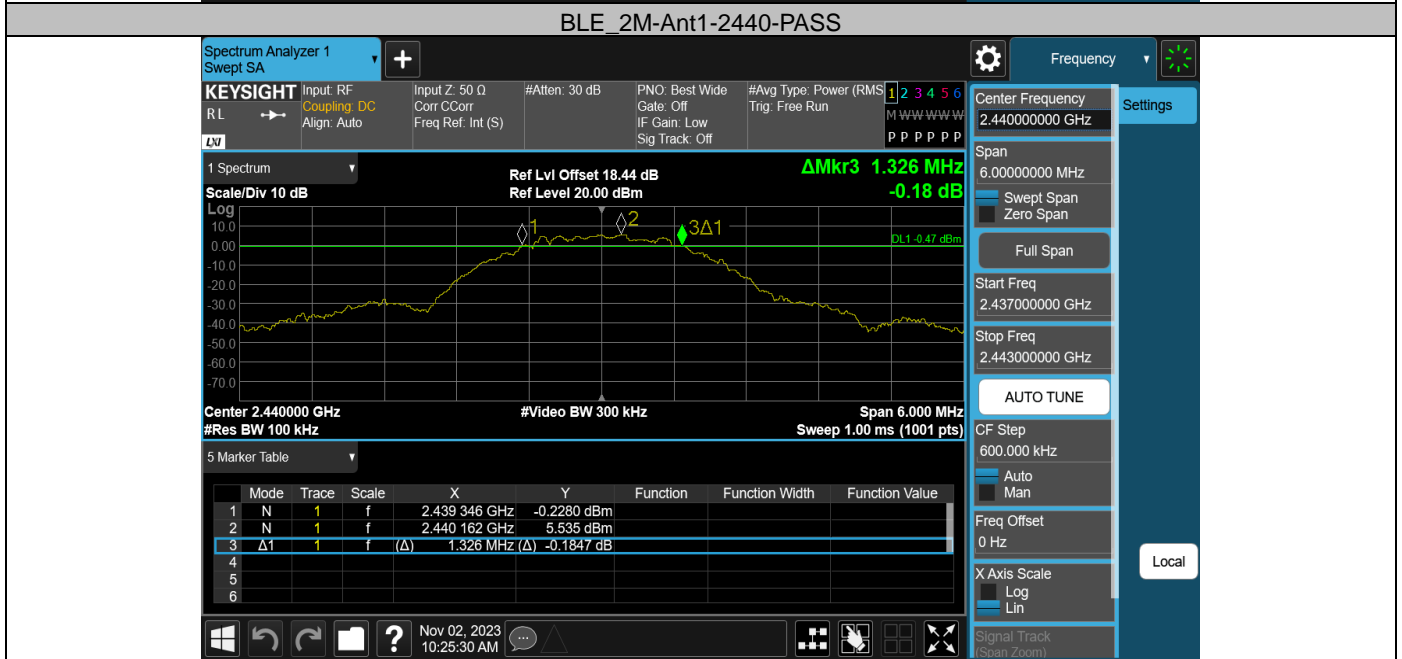 BLE_2M-Ant1-2440-PASS
Spectrum Analyzer 1
Swept SA
Frequency
KEYSIGHT
R L
LXI
Input: RF
Coupling: DC
Align: Auto
Input Z: 50 Ω
Corr CCorr
Freq Ref: Int (S)
#Atten: 30 dB
PNO: Best Wide
Gate: Off
IF Gain: Low
Sig Track: Off
#Avg Type: Power (RMS
Trig: Free Run
1 2 3 4 5 6
M W W W W W
P P P P P P
1 Spectrum
Scale/Div 10 dB
Ref Lvl Offset 18.44 dB
Ref Level 20.00 dBm
ΔMkr3 1.326 MHz
-0.18 dB
Log
10.0
0.00
-10.0
-20.0
-30.0
-40.0
-50.0
-60.0
-70.0
1
2
3Δ1
DL1 -0.47 dBm
Center 2.440000 GHz
#Video BW 300 kHz
Span 6.000 MHz
#Res BW 100 kHz
Sweep 1.00 ms (1001 pts)
5 Marker Table
Mode Trace Scale X Y Function Function Width Function Value
1 N 1 f 2.439 346 GHz -0.2280 dBm
2 N 1 f 2.440 162 GHz 5.535 dBm
3 Δ1 1 f (Δ) 1.326 MHz (Δ) -0.1847 dB
4
5
6
Nov 02, 2023
10:25:30 AM
?
Center Frequency
2.440000000 GHz
Settings
Span
6.00000000 MHz
Swept Span
Zero Span
Full Span
Start Freq
2.437000000 GHz
Stop Freq
2.443000000 GHz
AUTO TUNE
CF Step
600.000 kHz
Auto
Man
Freq Offset
0 Hz
Local
X Axis Scale
Log
Lin
Signal Track
(Span Zoom)